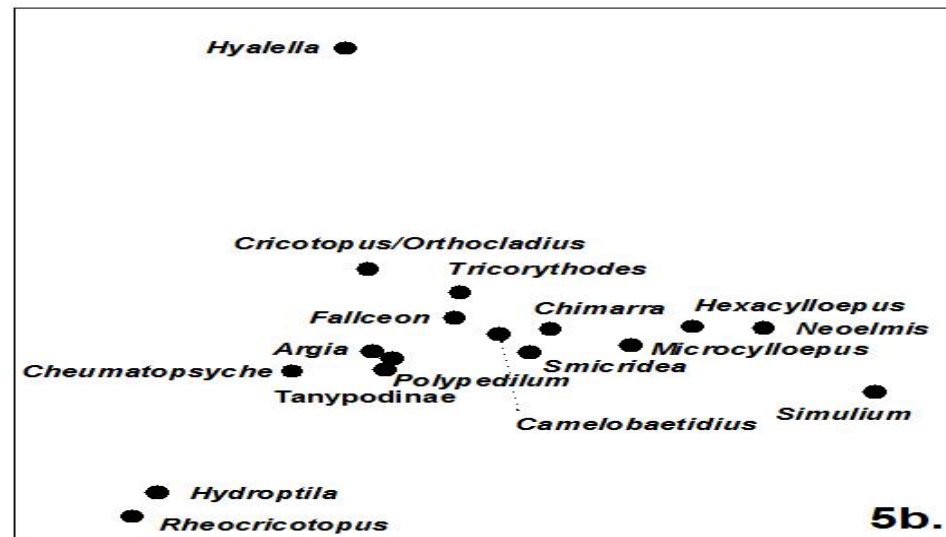 Hyalella
Cricotopus/Orthocladius
Tricorythodes
Hexacylloepus
Chimarra
Fallceon
Neoelmis
Argia
Microcylloepus
Smicridea
Cheumatopsyche
Polypedilum
Tanypodinae
Simulium
Camelobaetidius
Hydroptila
Rheocricotopus
5b.